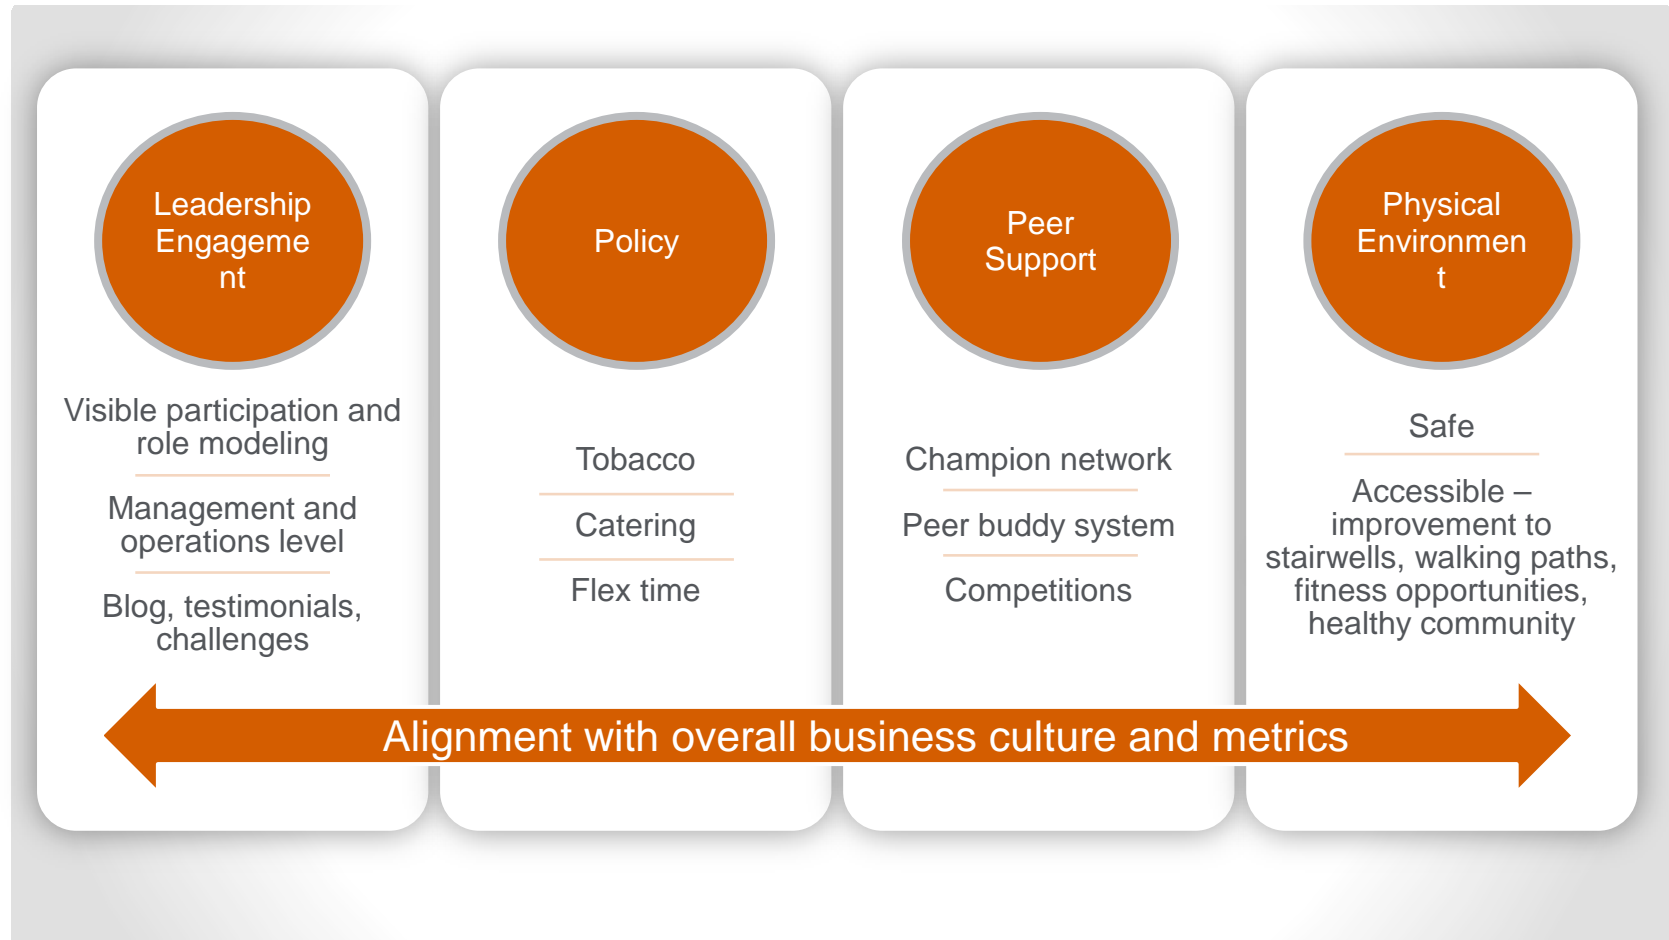 Leadership
Engageme
nt
Visible participation and
role modeling
Management and
operations level
Blog, testimonials,
challenges
Policy
Tobacco
Catering
Flex time
Peer
Support
Champion network
Peer buddy system
Competitions
Physical
Environmen
t
Safe
Accessible –
improvement to
stairwells, walking paths,
fitness opportunities,
healthy community
Alignment with overall business culture and metrics